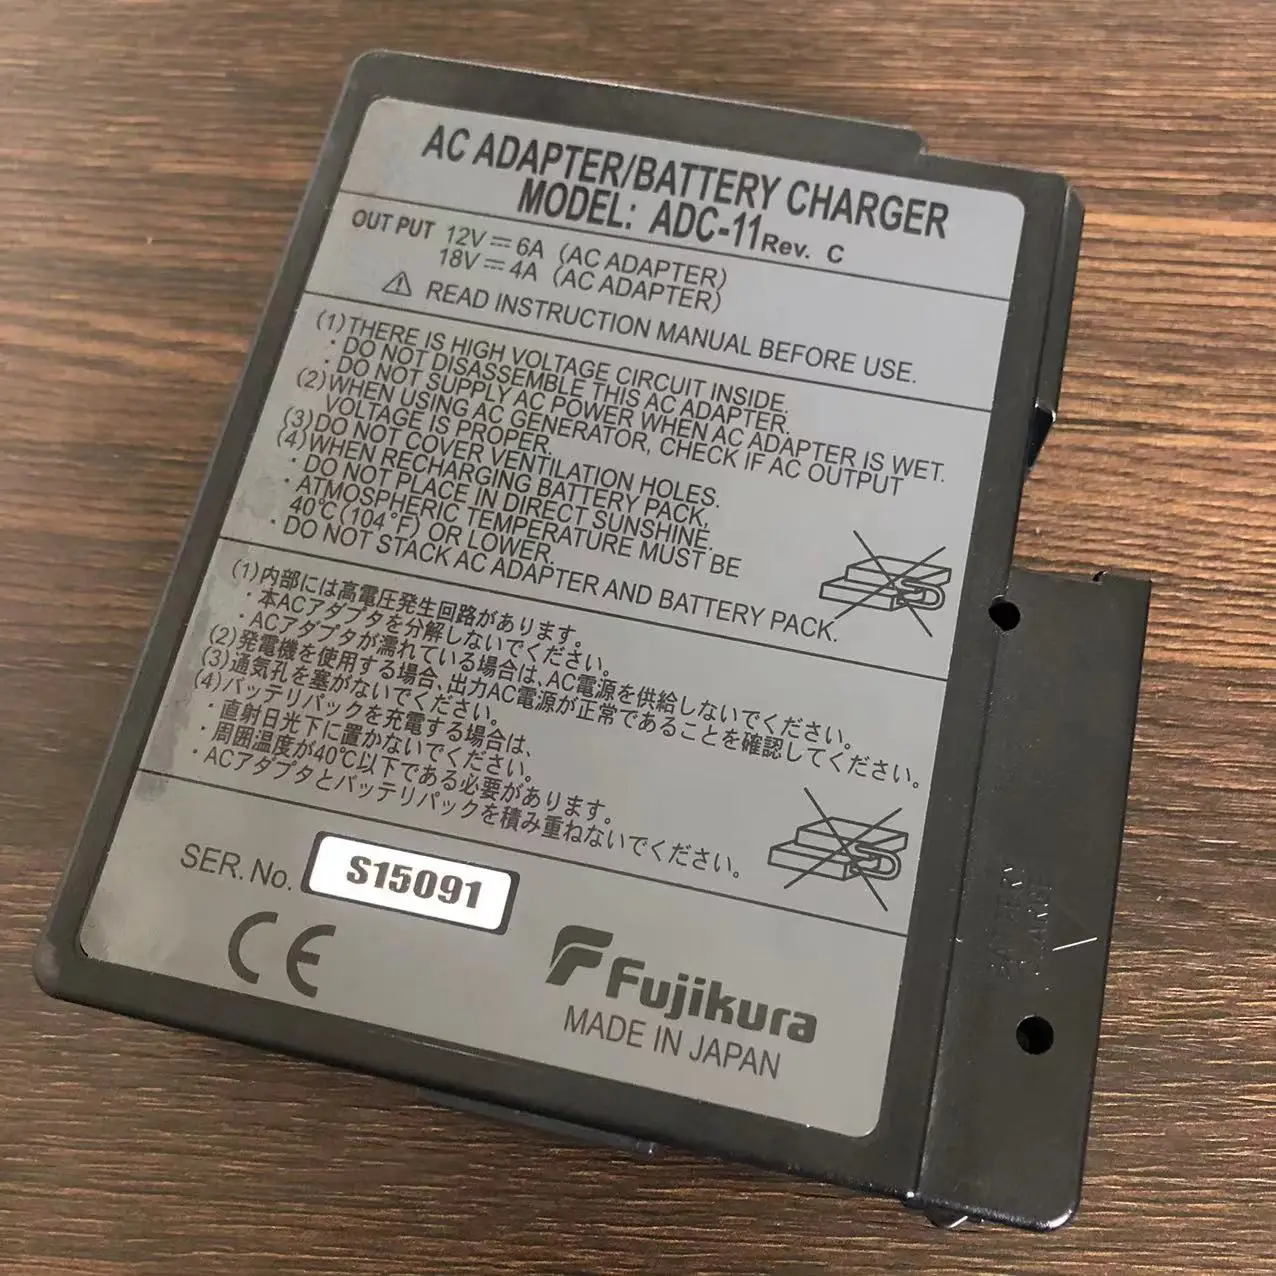 AC ADAPTER/BATTERY CHARGER
MODEL: ADC-11 Rev. C
OUT PUT 12V⎓6A (AC ADAPTER)
18V⎓4A (AC ADAPTER)
⚠ READ INSTRUCTION MANUAL BEFORE USE.
(1)THERE IS HIGH VOLTAGE CIRCUIT INSIDE.
・DO NOT DISASSEMBLE THIS AC ADAPTER.
・DO NOT SUPPLY AC POWER WHEN AC ADAPTER IS WET.
(2)WHEN USING AC GENERATOR, CHECK IF AC OUTPUT
VOLTAGE IS PROPER.
(3)DO NOT COVER VENTILATION HOLES.
(4)WHEN RECHARGING BATTERY PACK,
・DO NOT PLACE IN DIRECT SUNSHINE.
・ATMOSPHERIC TEMPERATURE MUST BE
40℃(104°F) OR LOWER.
・DO NOT STACK AC ADAPTER AND BATTERY PACK.
(1)内部には高電圧発生回路があります。
・本ACアダプタを分解しないでください。
・ACアダプタが濡れている場合は、AC電源を供給しないでください。
(2)発電機を使用する場合、出力AC電源が正常であることを確認してください。
(3)通気孔を塞がないでください。
(4)バッテリパックを充電する場合は、
・直射日光下に置かないでください。
・周囲温度が40℃以下である必要があります。
・ACアダプタとバッテリパックを積み重ねないでください。
SER. No. S15091
CE
Fujikura
MADE IN JAPAN
BATTERY
CHARGE